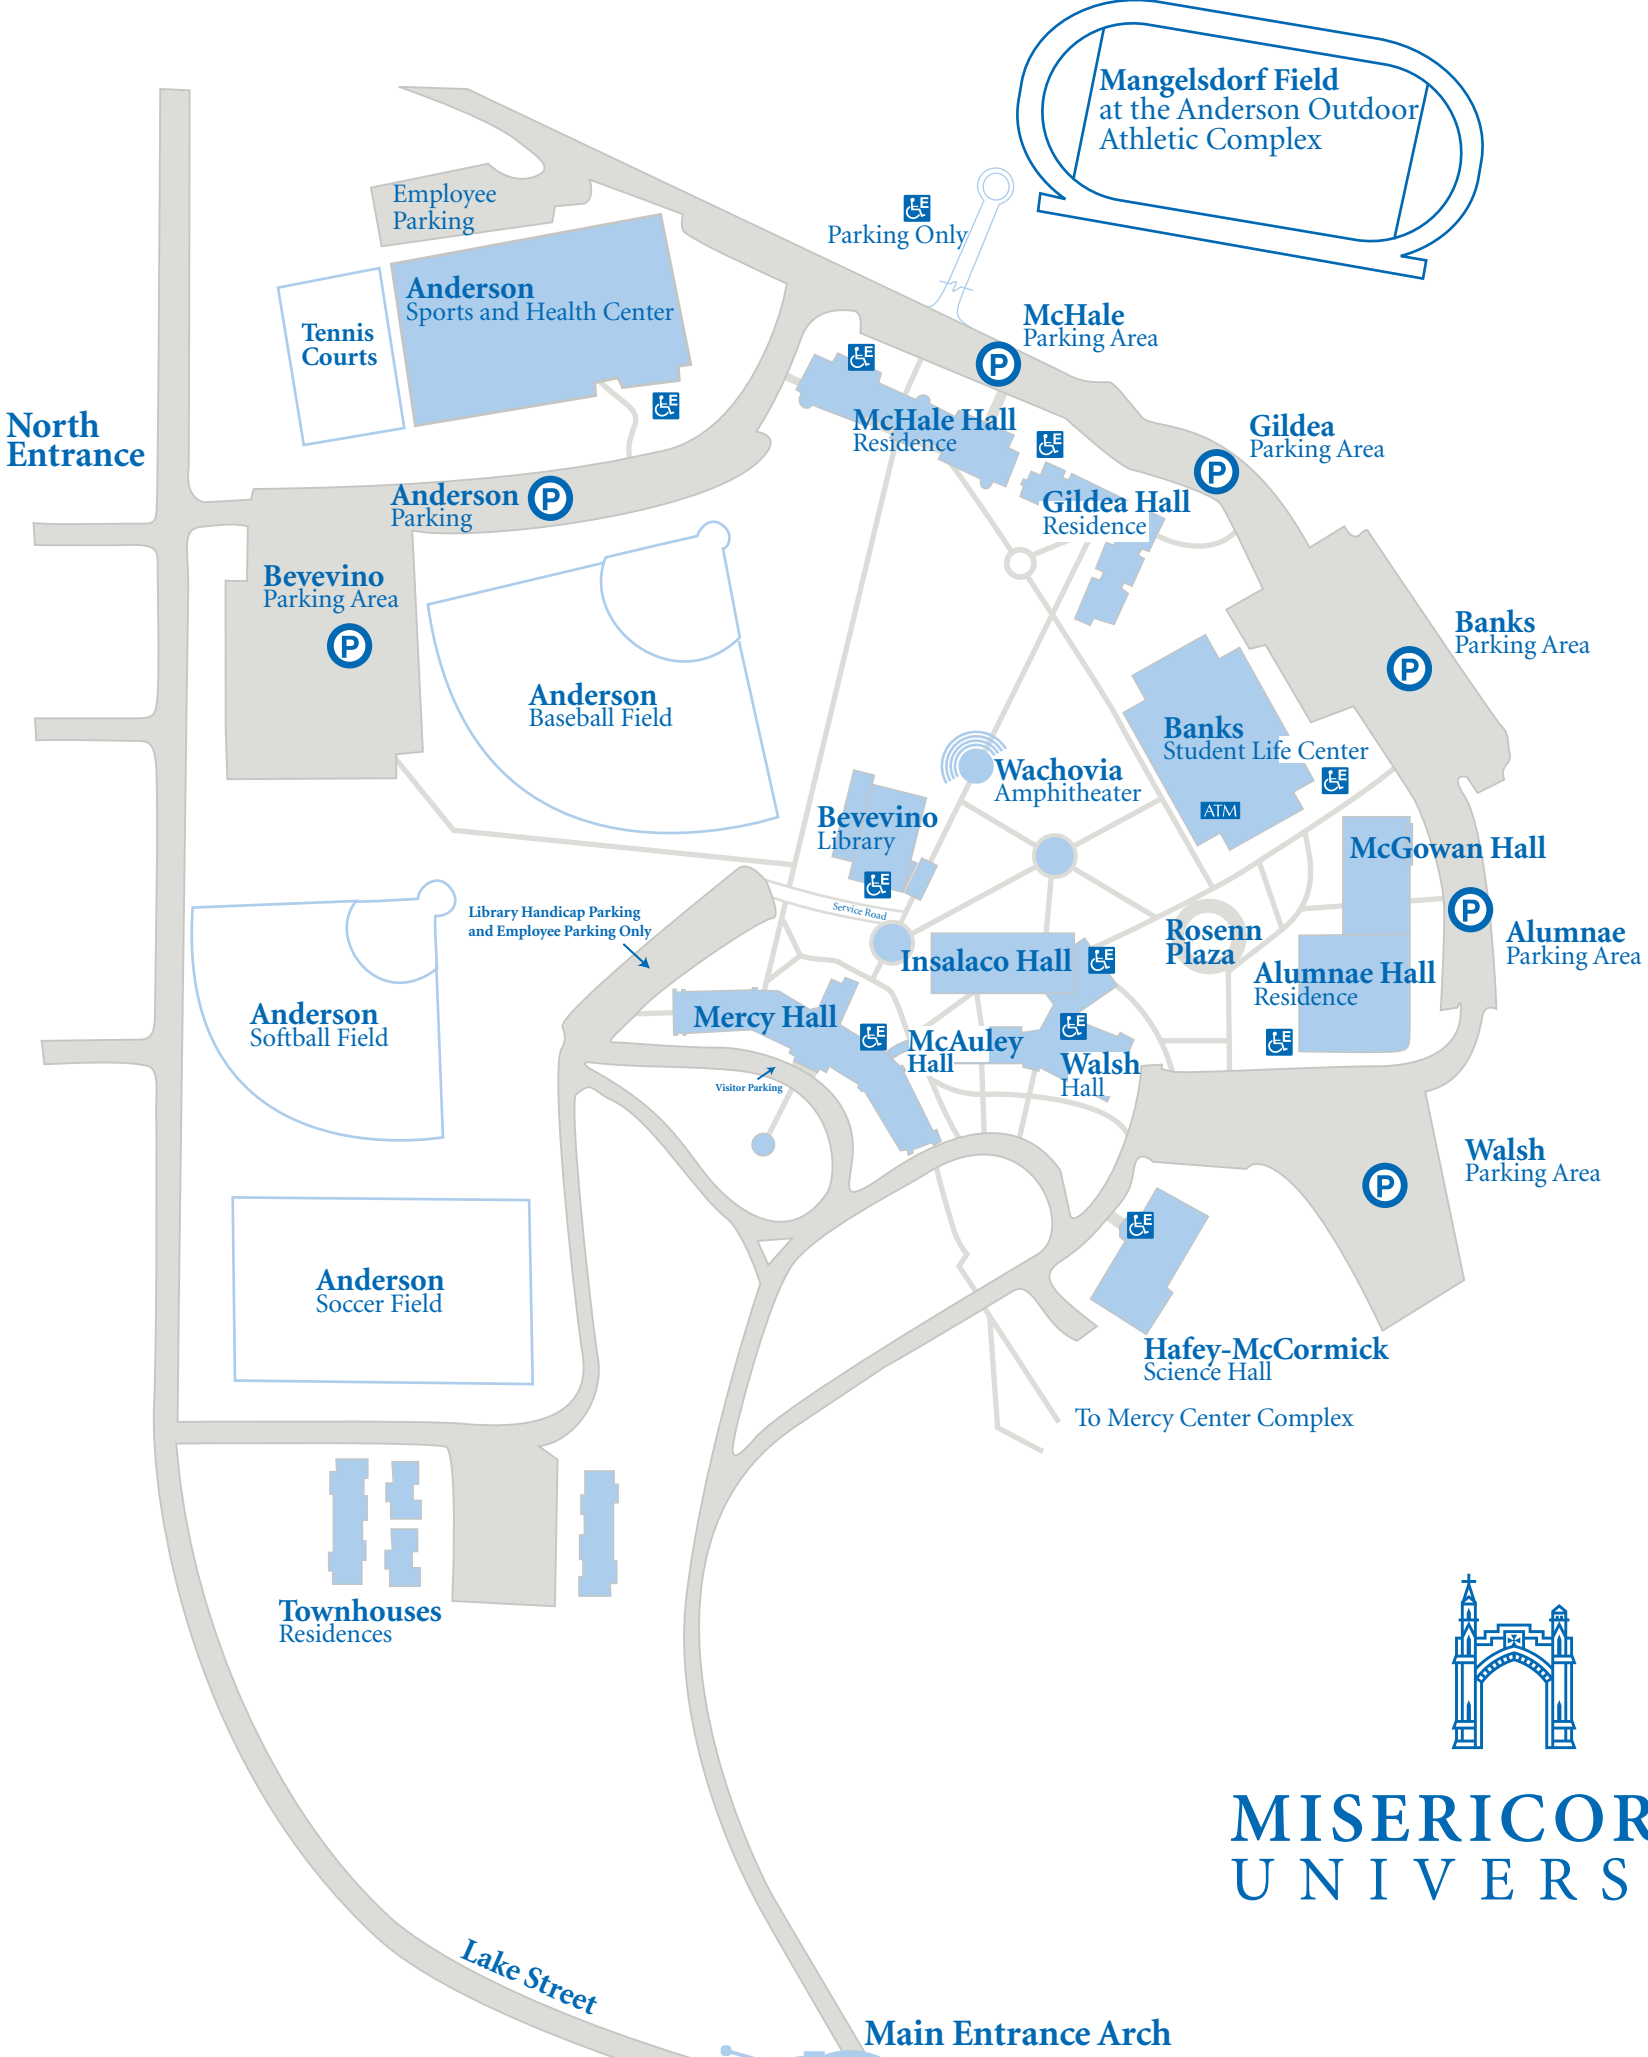 Mangelsdorf Field
at the Anderson Outdoor
Athletic Complex
Employee
Parking
E
Parking Only
Anderson
Sports and Health Center
Tennis
Courts
McHale
Parking Area
P
E
McHale Hall
Residence
E
North
Entrance
Gildea
Parking Area
P
E
Gildea Hall
Residence
Anderson
Parking
P
Bevevino
Parking Area
P
Banks
Parking Area
P
Anderson
Baseball Field
Banks
Student Life Center
E
ATM
Wachovia
Amphitheater
Bevevino
Library
E
McGowan Hall
P
Service Road
Library Handicap Parking
and Employee Parking Only
Rosenn
Plaza
Alumnae
Parking Area
Insalaco Hall
E
Alumnae Hall
Residence
E
Anderson
Softball Field
Mercy Hall
E
McAuley
Hall
E
Walsh
Hall
Visitor Parking
Walsh
Parking Area
P
E
Anderson
Soccer Field
Hafey-McCormick
Science Hall
To Mercy Center Complex
Townhouses
Residences
MISERICOR
UNIVERS
Lake Street
Main Entrance Arch